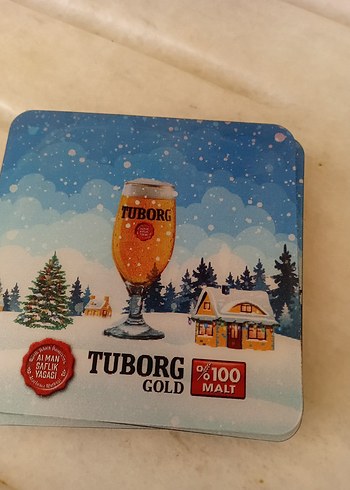 TUBORG
ALMAN
SAFLIK
YASASI
TUBORG
GOLD
%100
MALT